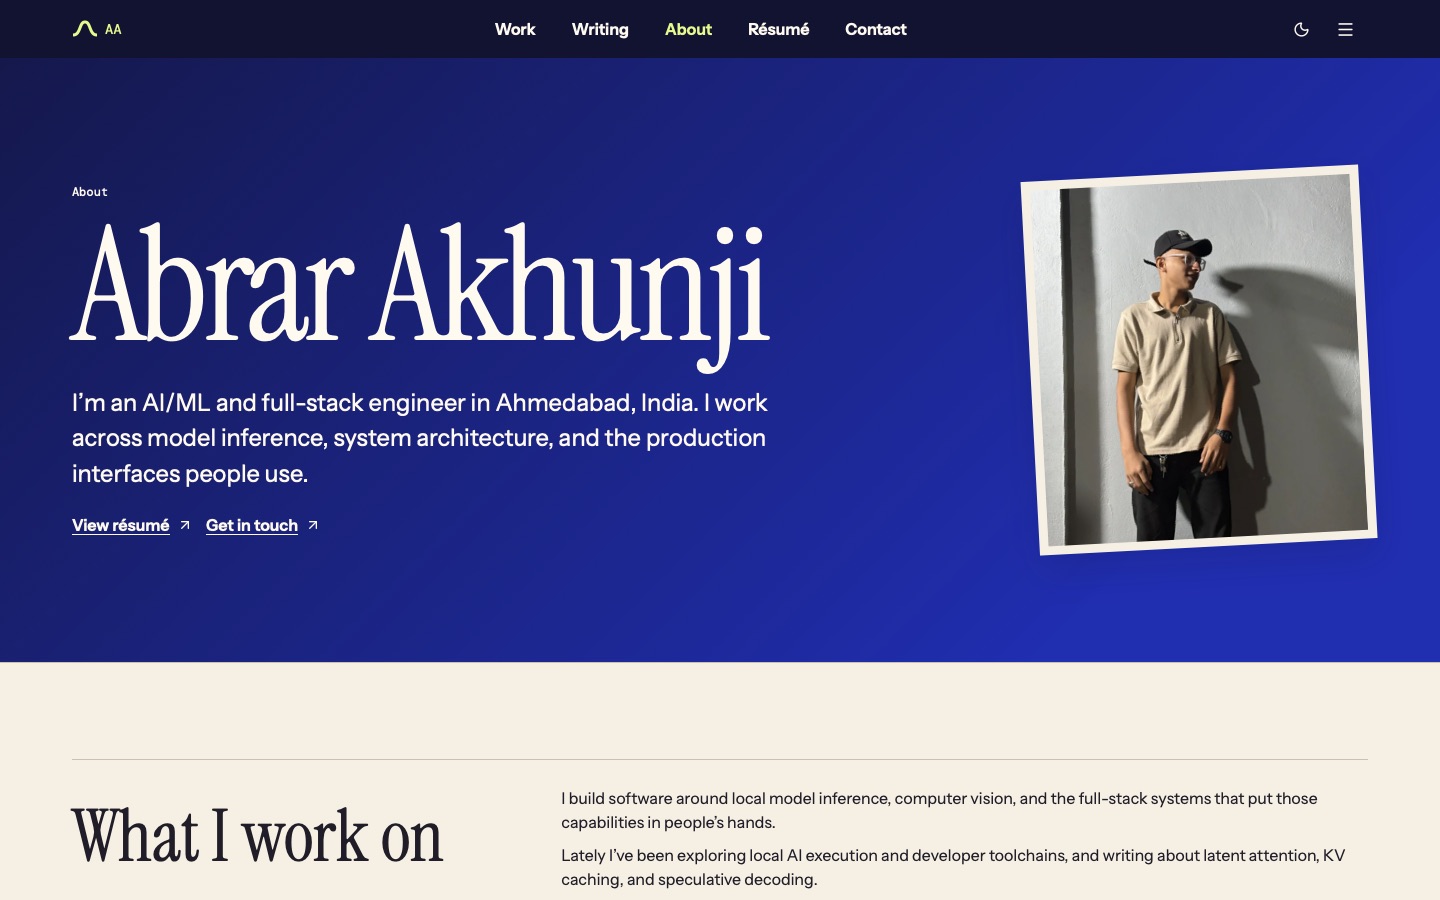 AA
Work Writing About Résumé Contact
About
Abrar Akhunji
I’m an AI/ML and full-stack engineer in Ahmedabad, India. I work
across model inference, system architecture, and the production
interfaces people use.
View résumé ↗ Get in touch ↗
What I work on
I build software around local model inference, computer vision, and the full-stack systems that put those
capabilities in people’s hands.
Lately I’ve been exploring local AI execution and developer toolchains, and writing about latent attention, KV
caching, and speculative decoding.